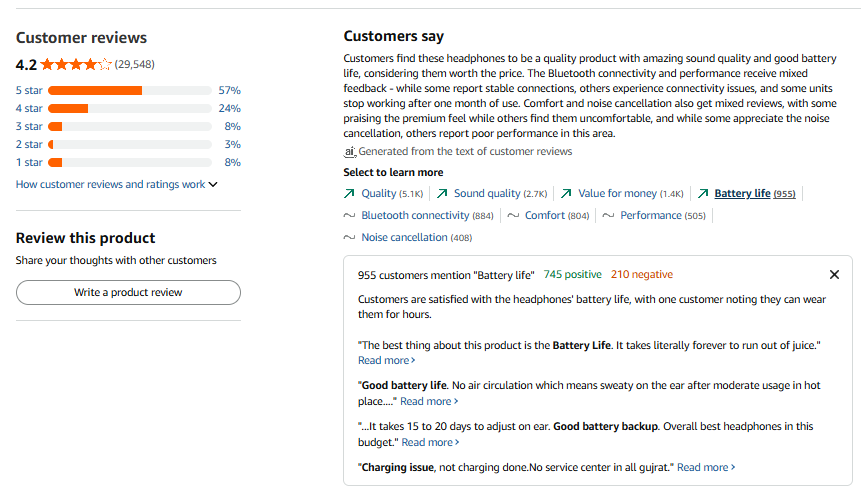 Customer reviews
4.2 (29,548)
5 star 57%
4 star 24%
3 star 8%
2 star 3%
1 star 8%
How customer reviews and ratings work
Review this product
Share your thoughts with other customers
Write a product review
Customers say
Customers find these headphones to be a quality product with amazing sound quality and good battery
life, considering them worth the price. The Bluetooth connectivity and performance receive mixed
feedback - while some report stable connections, others experience connectivity issues, and some units
stop working after one month of use. Comfort and noise cancellation also get mixed reviews, with some
praising the premium feel while others find them uncomfortable, and while some appreciate the noise
cancellation, others report poor performance in this area.
ai Generated from the text of customer reviews
Select to learn more
Quality (5.1K) Sound quality (2.7K) Value for money (1.4K) Battery life (955)
Bluetooth connectivity (884) Comfort (804) Performance (505)
Noise cancellation (408)
955 customers mention "Battery life" 745 positive 210 negative
Customers are satisfied with the headphones' battery life, with one customer noting they can wear
them for hours.
"The best thing about this product is the Battery Life. It takes literally forever to run out of juice."
Read more
"Good battery life. No air circulation which means sweaty on the ear after moderate usage in hot
place...." Read more
"...It takes 15 to 20 days to adjust on ear. Good battery backup. Overall best headphones in this
budget." Read more
"Charging issue, not charging done.No service center in all gujrat." Read more